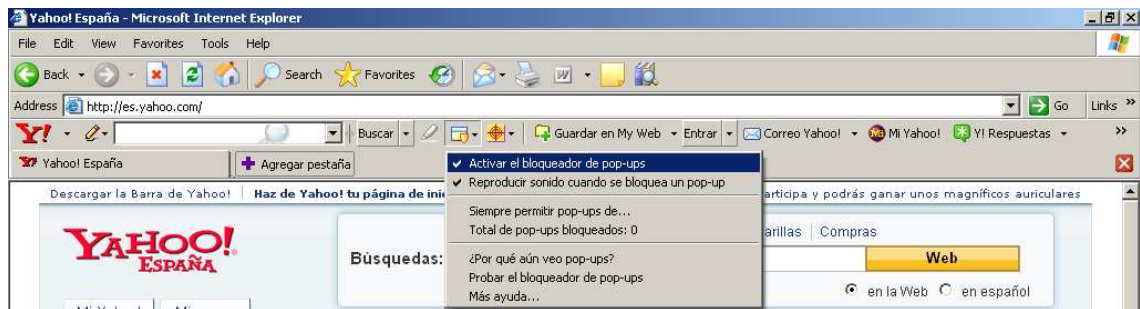 Yahoo! España - Microsoft Internet Explorer
File Edit View Favorites Tools Help
Back Search Favorites
Address http://es.yahoo.com/ Go Links »
Y! Buscar Guardar en My Web Entrar Correo Yahoo! Mi Yahoo! Y! Respuestas »
Y? Yahoo! España Agregar pestaña
Activar el bloqueador de pop-ups
Reproducir sonido cuando se bloquea un pop-up
Siempre permitir pop-ups de...
Total de pop-ups bloqueados: 0
¿Por qué aún veo pop-ups?
Probar el bloqueador de pop-ups
Más ayuda...
Descargar la Barra de Yahoo! Haz de Yahoo! tu página de articipa y podrás ganar unos magníficos auriculares
YAHOO! ESPAÑA
arillas Compras
Búsquedas: Web
en la Web en español